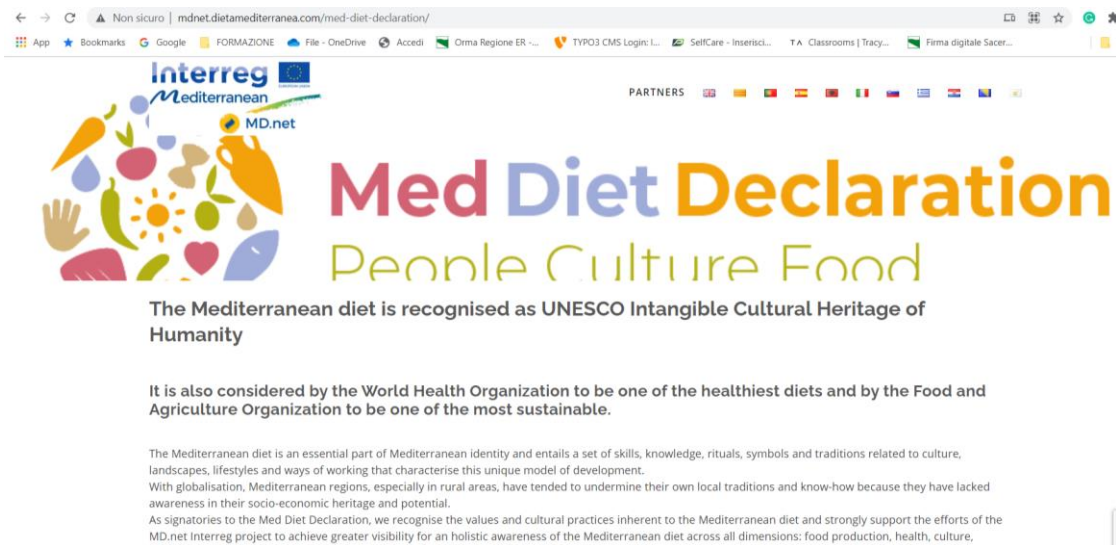 Non sicuro | mdnet.dietamediterranea.com/med-diet-declaration/
App Bookmarks Google FORMAZIONE File - OneDrive Accedi Orma Regione ER -... TYPO3 CMS Login: l... SelfCare - Inserisci... TA Classrooms | Tracy... Firma digitale Sacer...
Interreg
EUROPEAN UNION
Mediterranean
MD.net
PARTNERS
Med Diet Declaration
People Culture Food
The Mediterranean diet is recognised as UNESCO Intangible Cultural Heritage of
Humanity
It is also considered by the World Health Organization to be one of the healthiest diets and by the Food and
Agriculture Organization to be one of the most sustainable.
The Mediterranean diet is an essential part of Mediterranean identity and entails a set of skills, knowledge, rituals, symbols and traditions related to culture,
landscapes, lifestyles and ways of working that characterise this unique model of development.
With globalisation, Mediterranean regions, especially in rural areas, have tended to undermine their own local traditions and know-how because they have lacked
awareness in their socio-economic heritage and potential.
As signatories to the Med Diet Declaration, we recognise the values and cultural practices inherent to the Mediterranean diet and strongly support the efforts of the
MD.net Interreg project to achieve greater visibility for an holistic awareness of the Mediterranean diet across all dimensions: food production, health, culture,